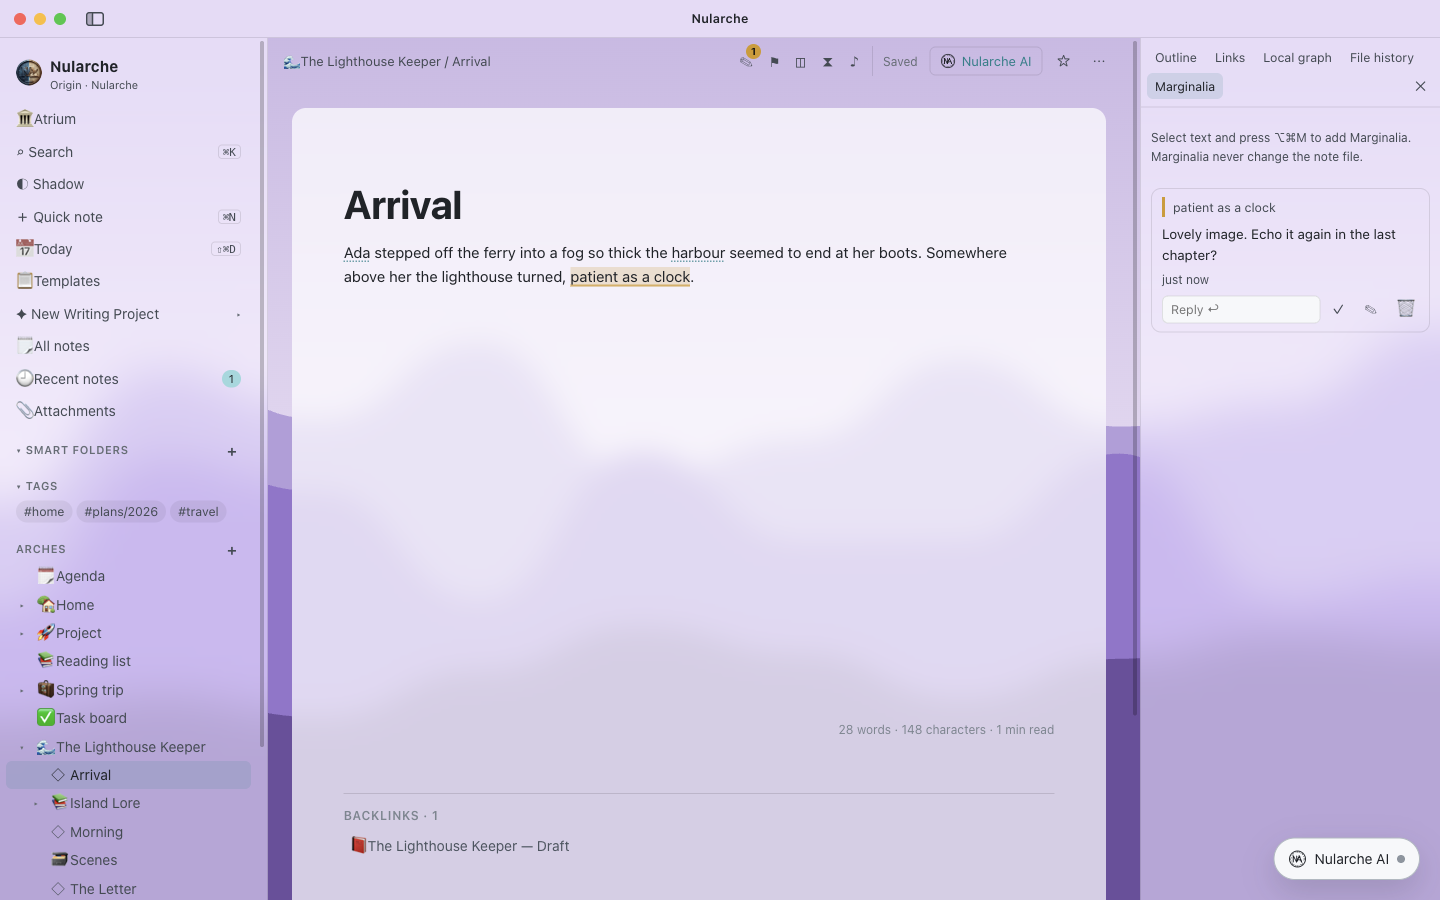 Nularche
Nularche
Origin · Nularche
Atrium
Search ⌘K
Shadow
Quick note ⌘N
Today ⇧⌘D
Templates
New Writing Project
All notes
Recent notes 1
Attachments
SMART FOLDERS
TAGS
#home #plans/2026 #travel
ARCHES
Agenda
Home
Project
Reading list
Spring trip
Task board
The Lighthouse Keeper
Arrival
Island Lore
Morning
Scenes
The Letter
The Lighthouse Keeper / Arrival
1
Saved
Nularche AI
Arrival
Ada stepped off the ferry into a fog so thick the harbour seemed to end at her boots. Somewhere
above her the lighthouse turned, patient as a clock.
28 words · 148 characters · 1 min read
BACKLINKS · 1
The Lighthouse Keeper — Draft
Outline Links Local graph File history
Marginalia
Select text and press ⌥⌘M to add Marginalia.
Marginalia never change the note file.
patient as a clock
Lovely image. Echo it again in the last
chapter?
just now
Reply ↩
Nularche AI